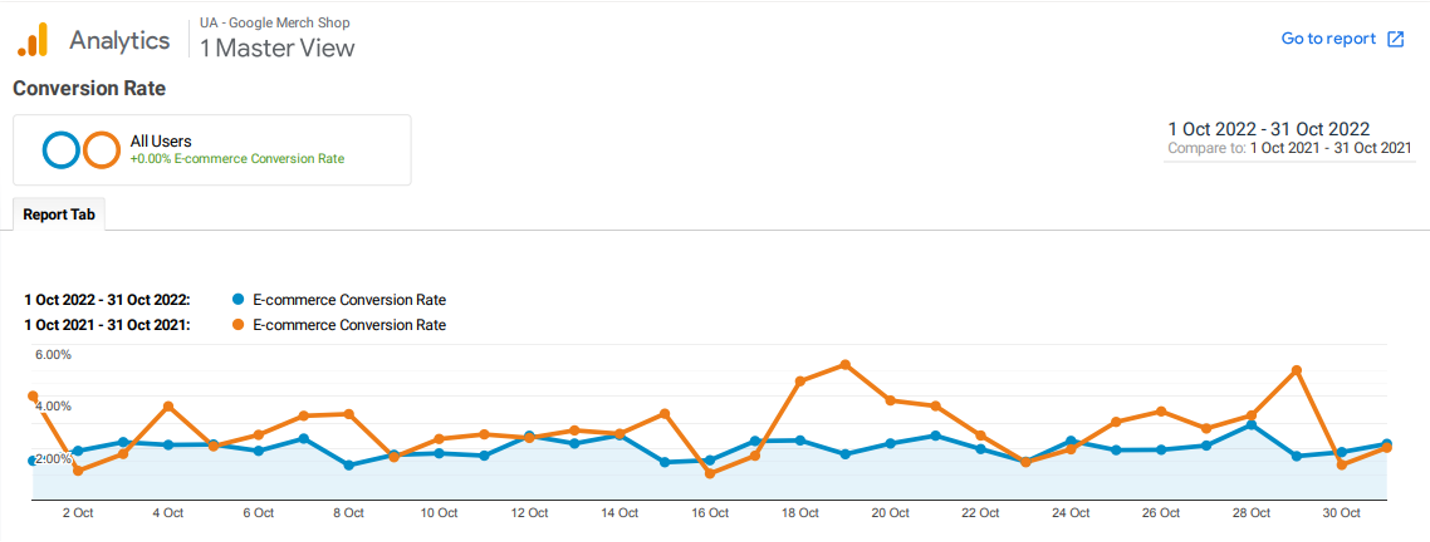 Analytics
UA - Google Merch Shop
1 Master View
Go to report
Conversion Rate
All Users
+0.00% E-commerce Conversion Rate
1 Oct 2022 - 31 Oct 2022
Compare to: 1 Oct 2021 - 31 Oct 2021
Report Tab
1 Oct 2022 - 31 Oct 2022: E-commerce Conversion Rate
1 Oct 2021 - 31 Oct 2021: E-commerce Conversion Rate
6.00%
4.00%
2.00%
2 Oct 4 Oct 6 Oct 8 Oct 10 Oct 12 Oct 14 Oct 16 Oct 18 Oct 20 Oct 22 Oct 24 Oct 26 Oct 28 Oct 30 Oct